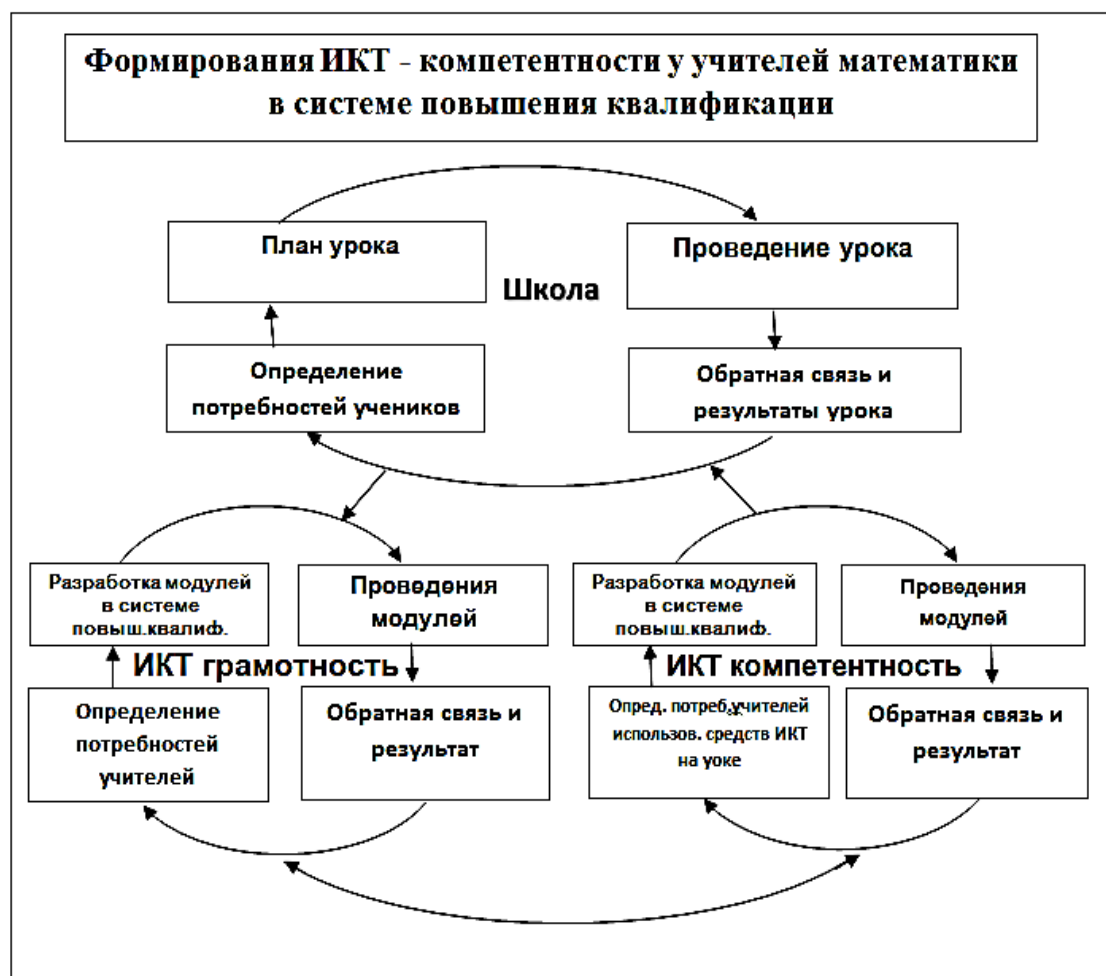 Формирования ИКТ - компетентности у учителей математики
в системе повышения квалификации
План урока
Проведение урока
Школа
Определение
потребностей учеников
Обратная связь и
результаты урока
Разработка модулей
в системе
повыш.квалиф.
Проведения
модулей
ИКТ грамотность
Определение
потребностей
учителей
Обратная связь и
результат
Разработка модулей
в системе
повыш.квалиф.
Проведения
модулей
ИКТ компетентность
Опред. потреб.учителей
использов. средств ИКТ
на уоке
Обратная связь и
результат